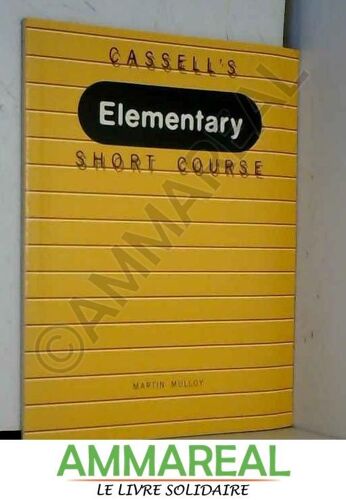 CASSELL'S
Elementary
SHORT COURSE
MARTIN MULLOY
©AMMAREAL
AMMAREAL
LE LIVRE SOLIDAIRE